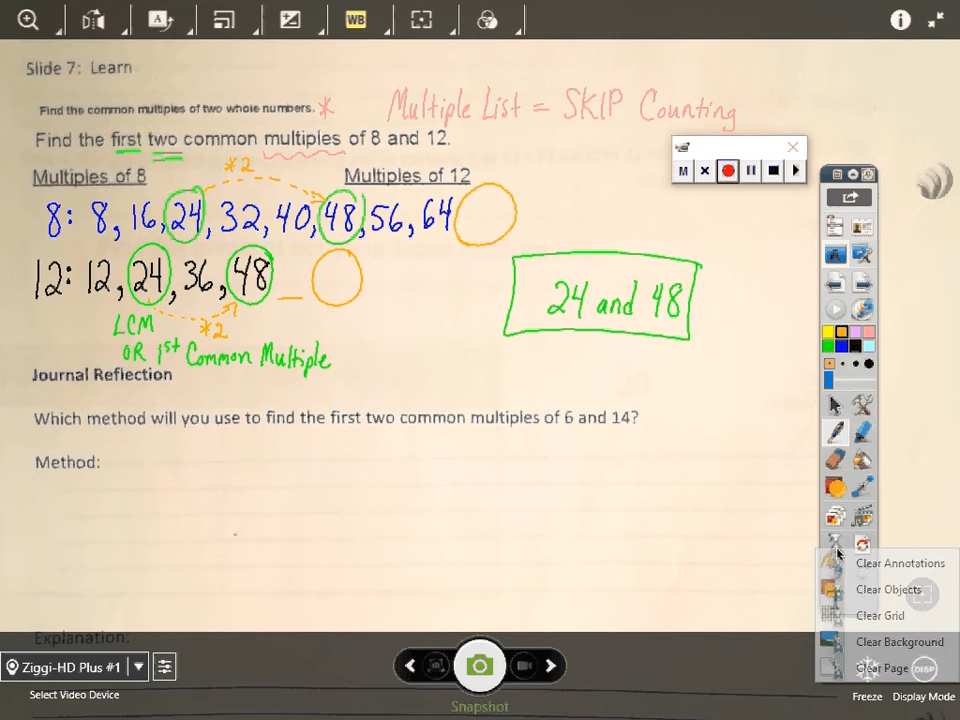 WB
Slide 7: Learn
Find the common multiples of two whole numbers. * Multiple List = SKIP Counting
Find the first two common multiples of 8 and 12.
*2
Multiples of 8 Multiples of 12
8: 8, 16, 24, 32, 40, 48, 56, 64
12: 12, 24, 36, 48
24 and 48
LCM *2
OR 1st Common Multiple
Journal Reflection
Which method will you use to find the first two common multiples of 6 and 14?
Method:
Explanation:
M
Clear Annotations
Clear Objects
Clear Grid
Clear Background
Clear Page
DISP
Ziggi-HD Plus #1
Select Video Device
Snapshot
Freeze Display Mode